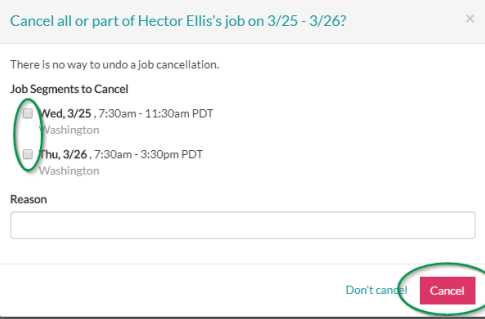 Cancel all or part of Hector Ellis's job on 3/25 - 3/26? ×
There is no way to undo a job cancellation.
Job Segments to Cancel
Wed, 3/25 , 7:30am - 11:30am PDT
Washington
Thu, 3/26 , 7:30am - 3:30pm PDT
Washington
Reason
Don't cancel Cancel